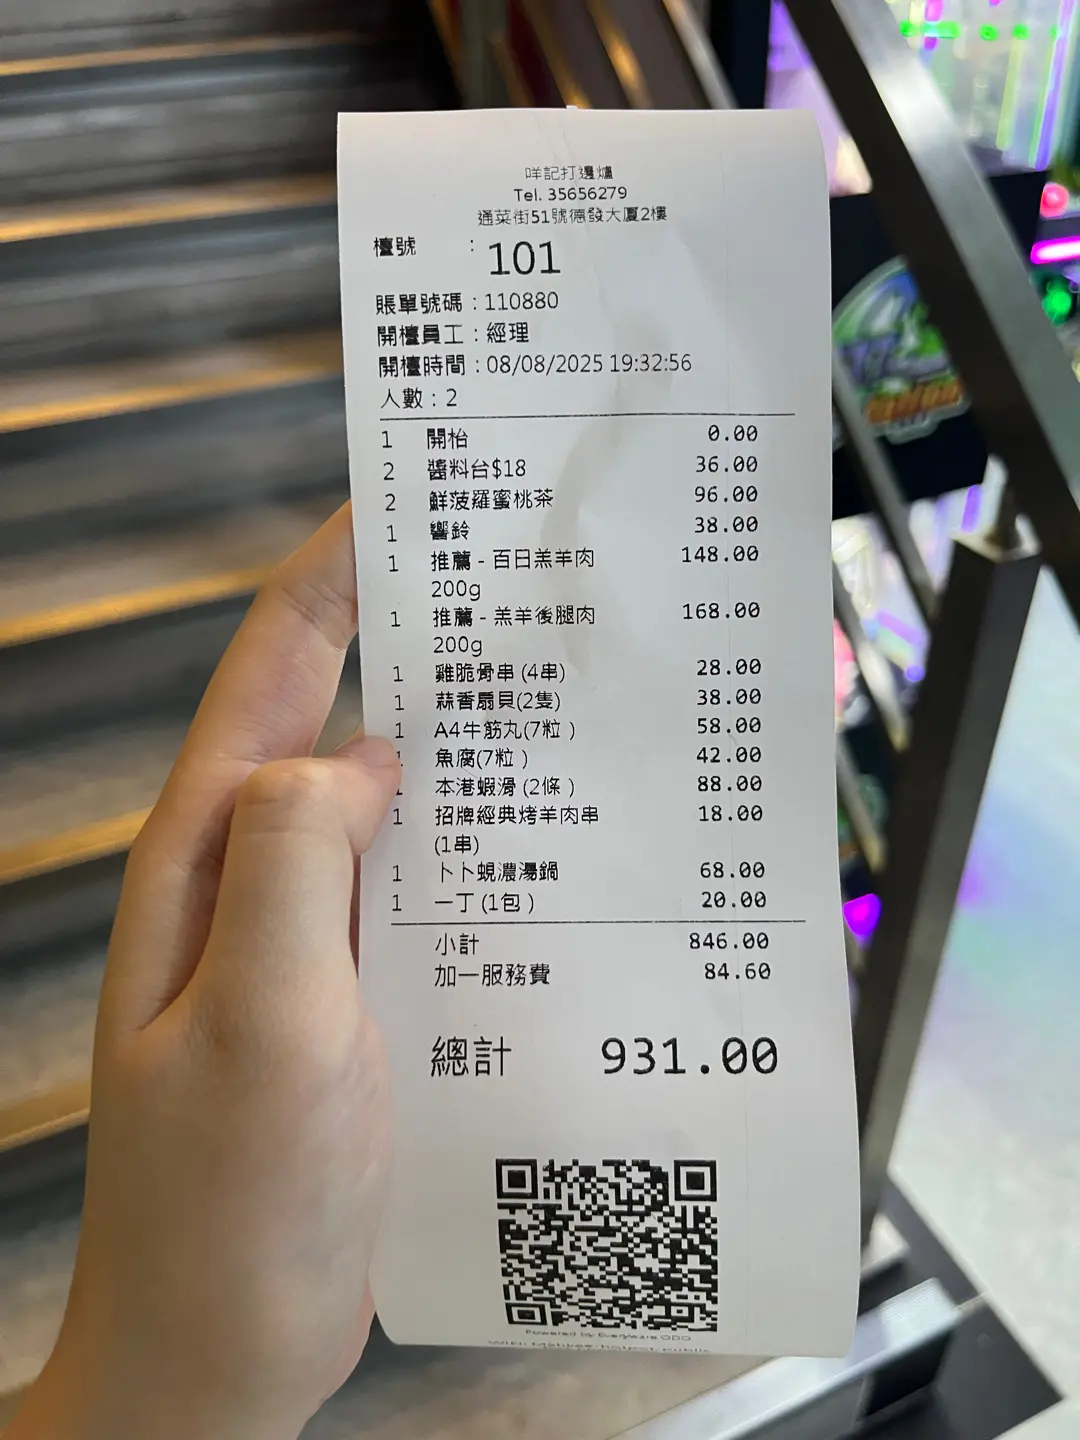 咩記打邊爐
Tel. 35656279
通菜街51號德發大厦2樓
檯號 : 101
賬單號碼 : 110880
開檯員工 : 經理
開檯時間 : 08/08/2025 19:32:56
人數 : 2
1 開枱 0.00
2 醬料台$18 36.00
2 鮮菠羅蜜桃茶 96.00
1 響鈴 38.00
1 推薦 - 百日羔羊肉 148.00
200g
1 推薦 - 羔羊後腿肉 168.00
200g
1 雞脆骨串 (4串) 28.00
1 蒜香扇貝(2隻) 38.00
1 A4牛筋丸(7粒 ) 58.00
1 魚腐(7粒 ) 42.00
1 本港蝦滑 (2條 ) 88.00
1 招牌經典烤羊肉串 18.00
(1串)
1 卜卜蜆濃湯鍋 68.00
1 一丁 (1包 ) 20.00
小計 846.00
加一服務費 84.60
總計 931.00
Powered by Everyware ODO